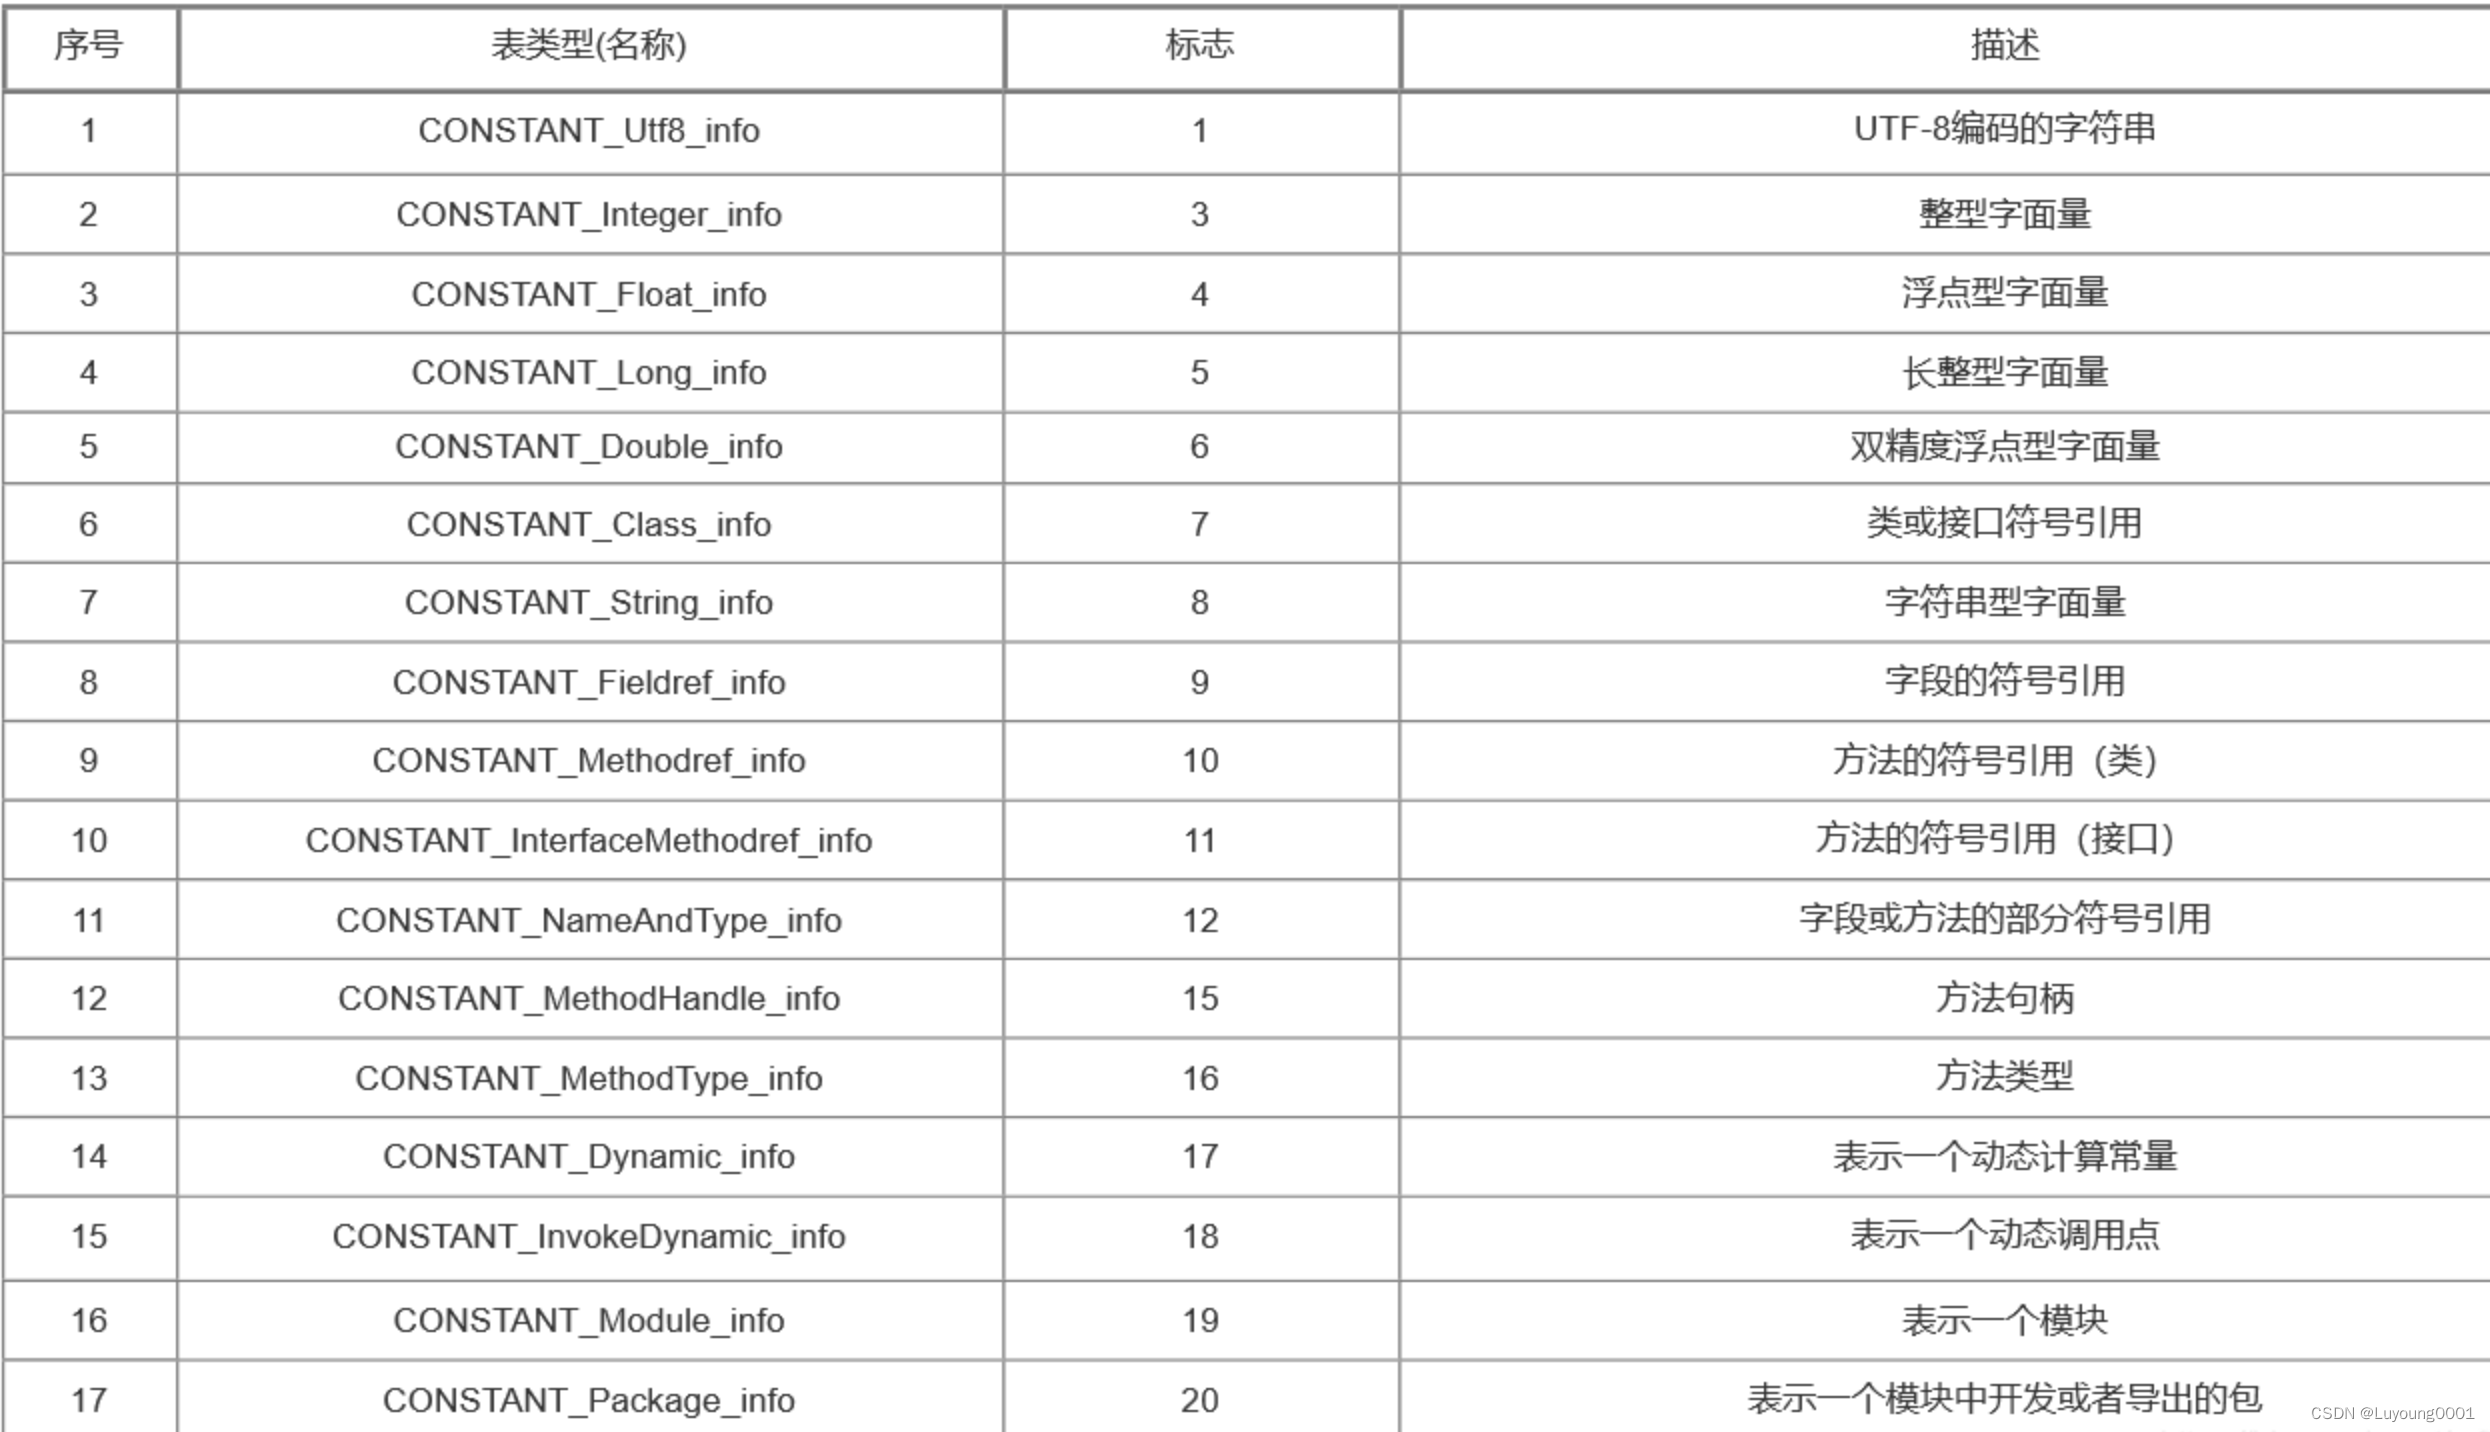 序号 表类型(名称) 标志 描述
1 CONSTANT_Utf8_info 1 UTF-8编码的字符串
2 CONSTANT_Integer_info 3 整型字面量
3 CONSTANT_Float_info 4 浮点型字面量
4 CONSTANT_Long_info 5 长整型字面量
5 CONSTANT_Double_info 6 双精度浮点型字面量
6 CONSTANT_Class_info 7 类或接口符号引用
7 CONSTANT_String_info 8 字符串型字面量
8 CONSTANT_Fieldref_info 9 字段的符号引用
9 CONSTANT_Methodref_info 10 方法的符号引用（类）
10 CONSTANT_InterfaceMethodref_info 11 方法的符号引用（接口）
11 CONSTANT_NameAndType_info 12 字段或方法的部分符号引用
12 CONSTANT_MethodHandle_info 15 方法句柄
13 CONSTANT_MethodType_info 16 方法类型
14 CONSTANT_Dynamic_info 17 表示一个动态计算常量
15 CONSTANT_InvokeDynamic_info 18 表示一个动态调用点
16 CONSTANT_Module_info 19 表示一个模块
17 CONSTANT_Package_info 20 表示一个模块中开发或者导出的包
CSDN @Luyoung0001